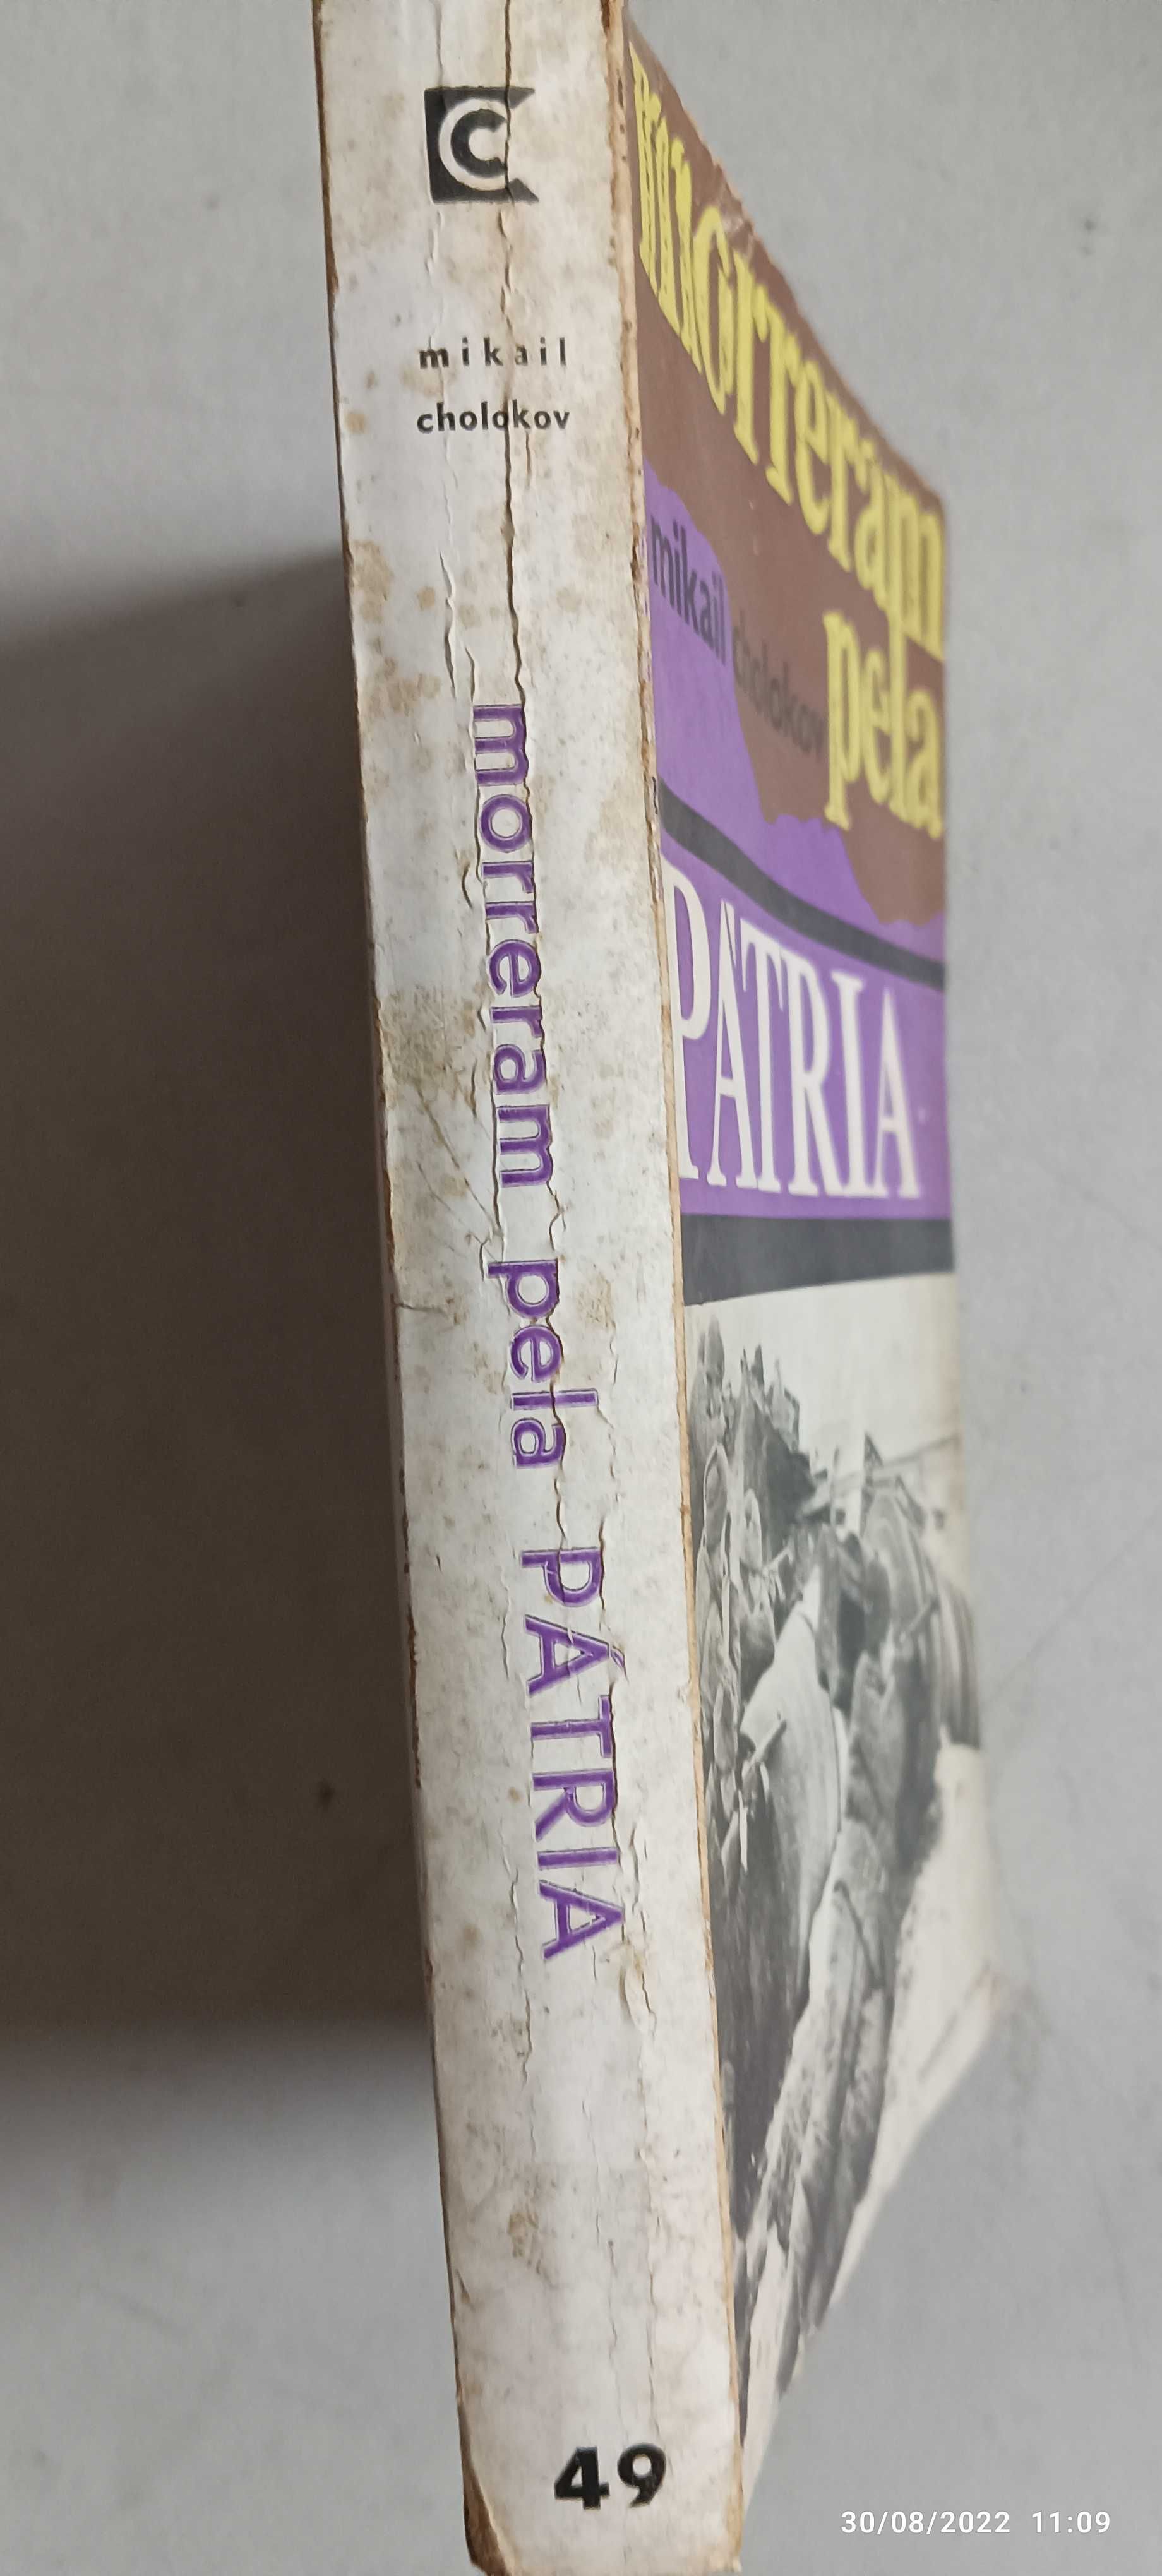 C
mikail
cholokov
morreram pela PÁTRIA
49
morreram
pela
mikail cholokov
PÁTRIA
30/08/2022 11:09